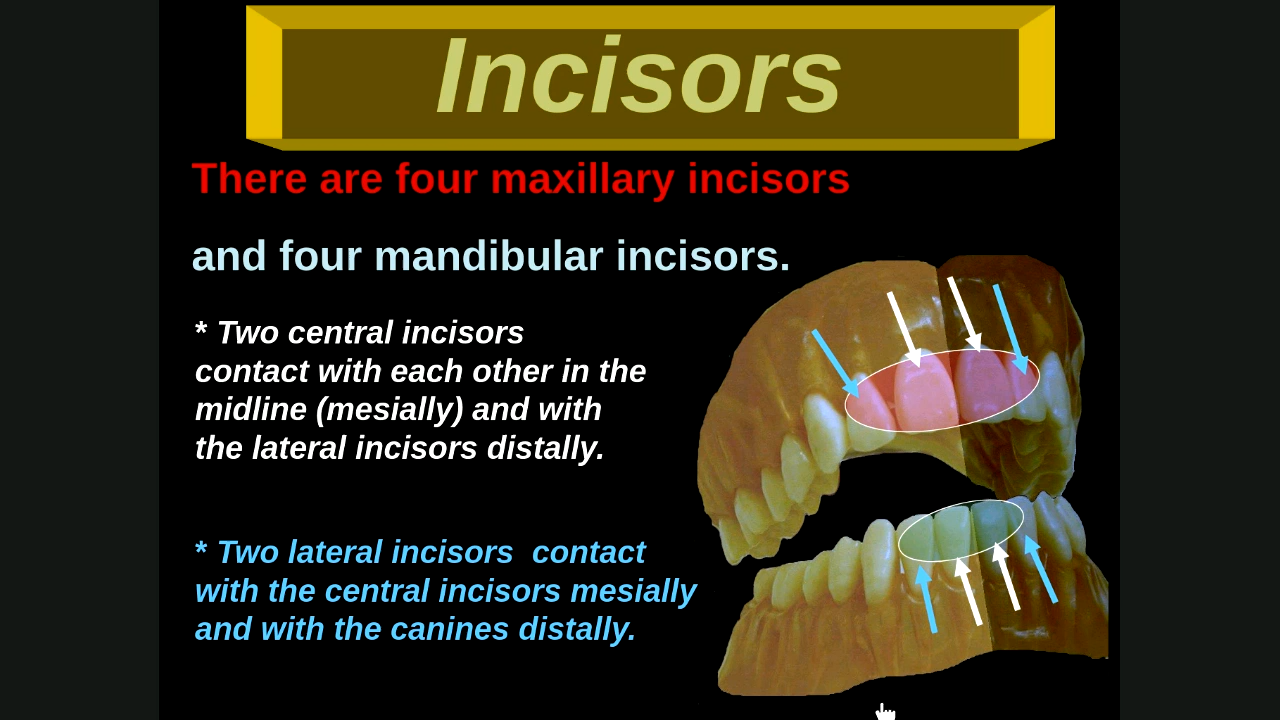 Incisors
There are four maxillary incisors
and four mandibular incisors.
* Two central incisors
contact with each other in the
midline (mesially) and with
the lateral incisors distally.
* Two lateral incisors  contact
with the central incisors mesially
and with the canines distally.